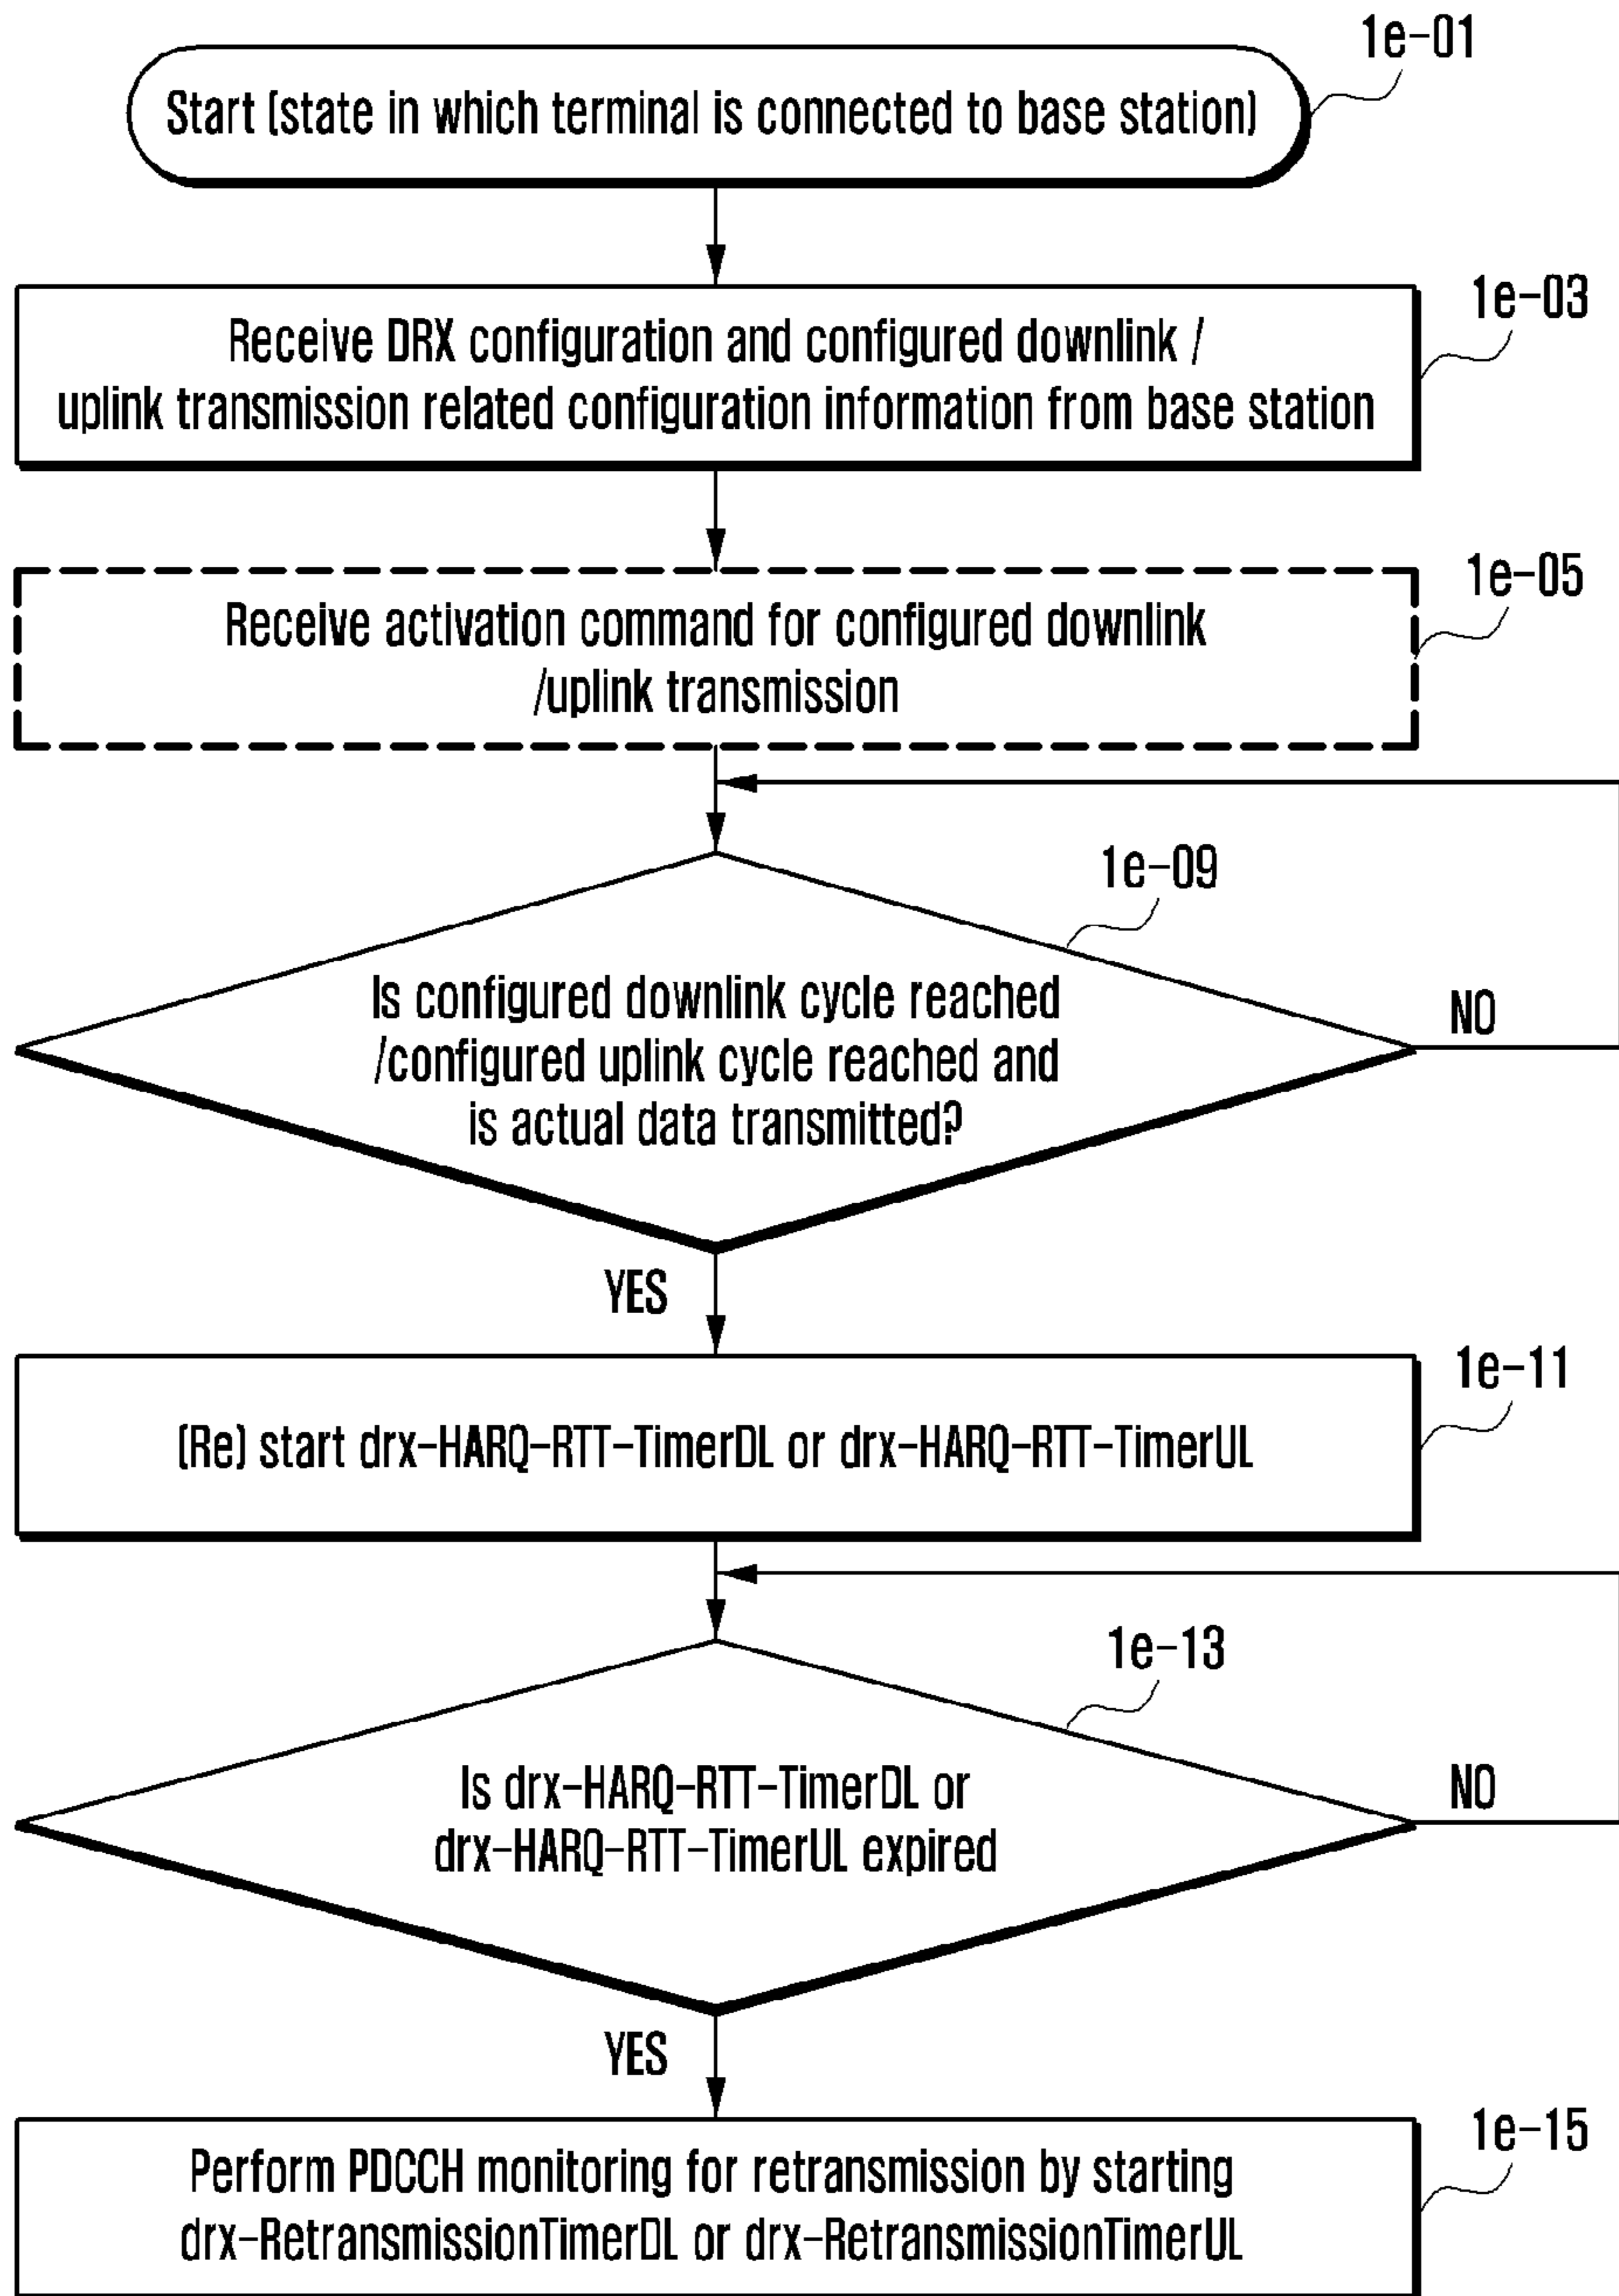 1e-01
Start (state in which terminal is connected to base station)
1e-03
Receive DRX configuration and configured downlink /
uplink transmission related configuration information from base station
1e-05
Receive activation command for configured downlink
/uplink transmission
1e-09
Is configured downlink cycle reached
/configured uplink cycle reached and
is actual data transmitted?
NO
YES
1e-11
(Re) start drx-HARQ-RTT-TimerDL or drx-HARQ-RTT-TimerUL
1e-13
Is drx-HARQ-RTT-TimerDL or
drx-HARQ-RTT-TimerUL expired
NO
YES
1e-15
Perform PDCCH monitoring for retransmission by starting
drx-RetransmissionTimerDL or drx-RetransmissionTimerUL